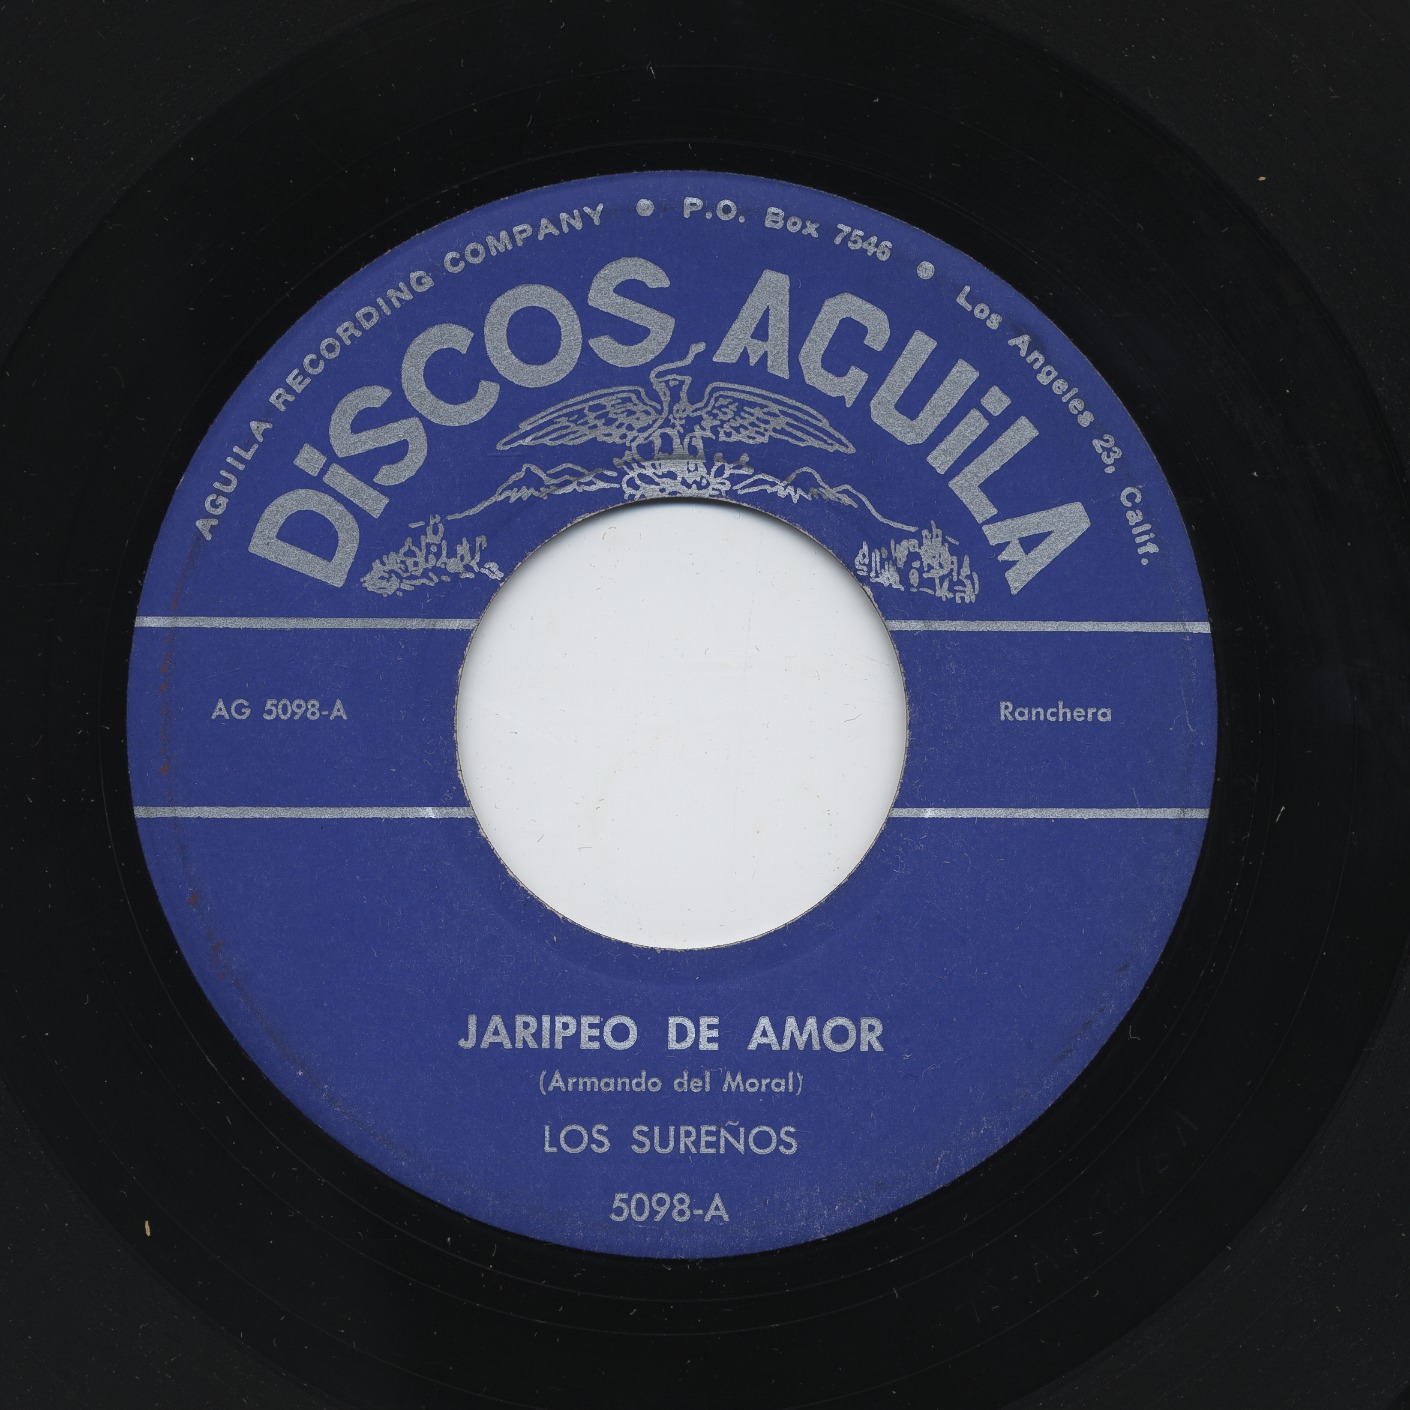 AGUILA RECORDING COMPANY • P.O. Box 7546 • Los Angeles 23, Calif.
DiSCOS AGUiLA
AG 5098-A
Ranchera
JARIPEO DE AMOR
(Armando del Moral)
LOS SUREÑOS
5098-A